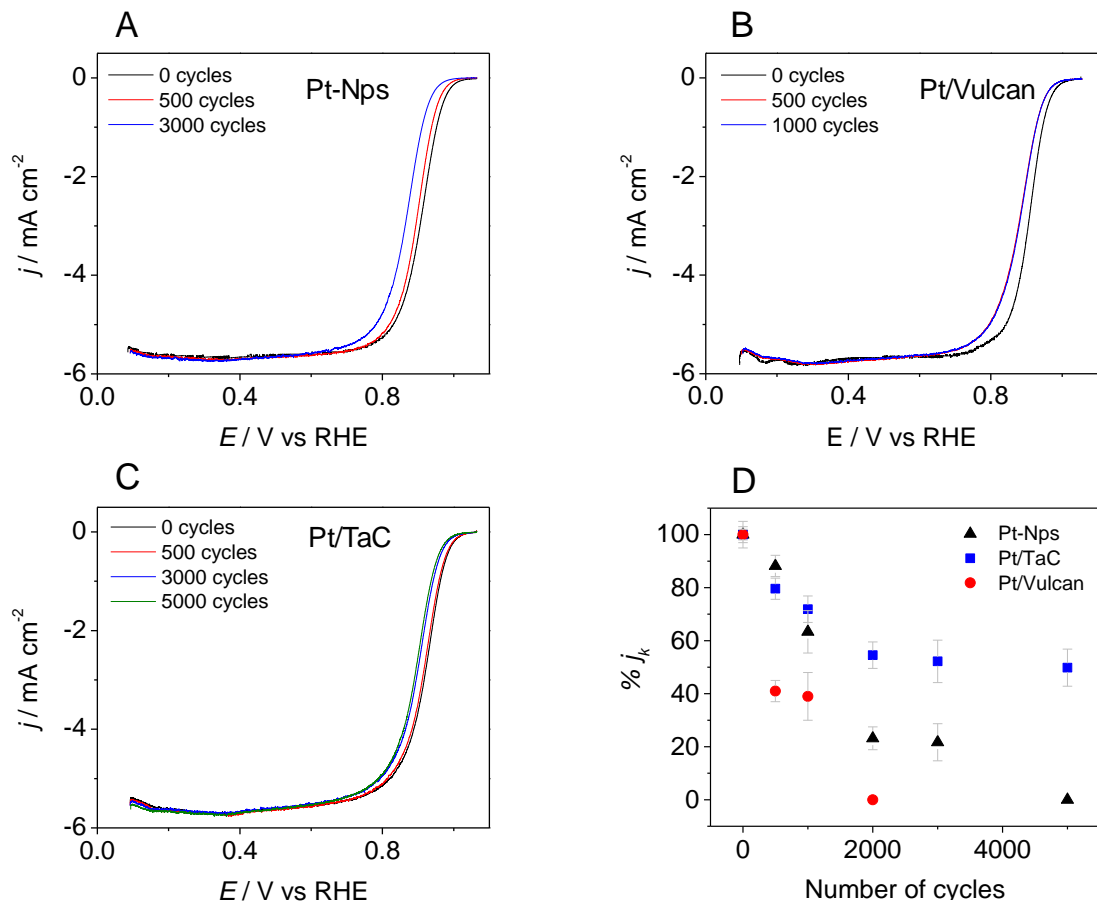 A
0 cycles
500 cycles
3000 cycles
Pt-Nps
0
-2
-4
-6
j / mA cm-2
0.0 0.4 0.8
E / V vs RHE
B
0 cycles
500 cycles
1000 cycles
Pt/Vulcan
0
-2
-4
-6
j / mA cm-2
0.0 0.4 0.8
E / V vs RHE
C
0 cycles
500 cycles
3000 cycles
5000 cycles
Pt/TaC
0
-2
-4
-6
j / mA cm-2
0.0 0.4 0.8
E / V vs RHE
D
Pt-Nps
Pt/TaC
Pt/Vulcan
100
80
60
40
20
0
% jk
0 2000 4000
Number of cycles